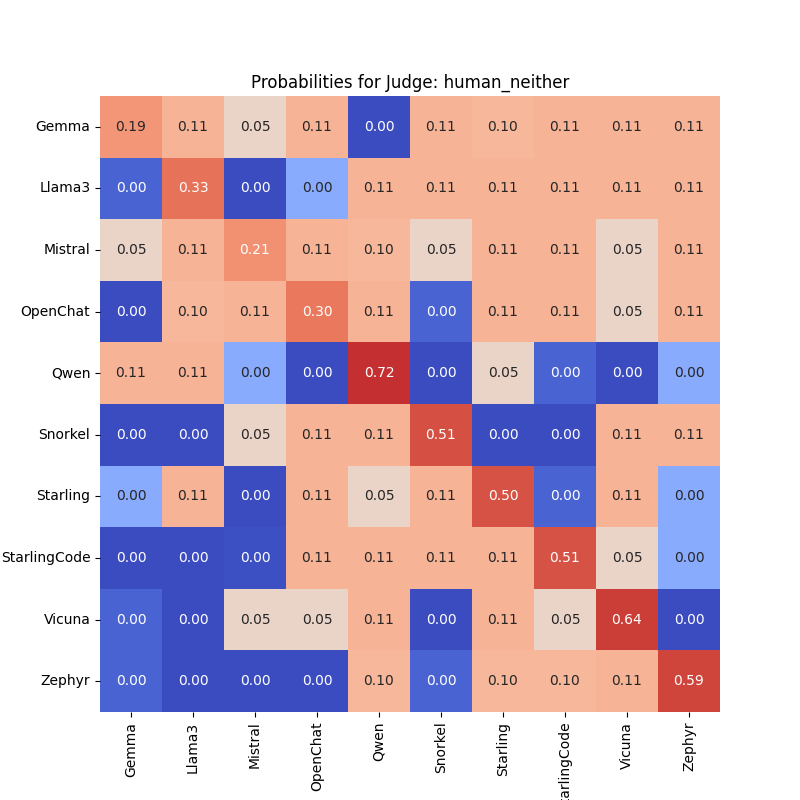 Probabilities for Judge: human_neither
Gemma 0.19 0.11 0.05 0.11 0.00 0.11 0.10 0.11 0.11 0.11
Llama3 0.00 0.33 0.00 0.00 0.11 0.11 0.11 0.11 0.11 0.11
Mistral 0.05 0.11 0.21 0.11 0.10 0.05 0.11 0.11 0.05 0.11
OpenChat 0.00 0.10 0.11 0.30 0.11 0.00 0.11 0.11 0.05 0.11
Qwen 0.11 0.11 0.00 0.00 0.72 0.00 0.05 0.00 0.00 0.00
Snorkel 0.00 0.00 0.05 0.11 0.11 0.51 0.00 0.00 0.11 0.11
Starling 0.00 0.11 0.00 0.11 0.05 0.11 0.50 0.00 0.11 0.00
StarlingCode 0.00 0.00 0.00 0.11 0.11 0.11 0.11 0.51 0.05 0.00
Vicuna 0.00 0.00 0.05 0.05 0.11 0.00 0.11 0.05 0.64 0.00
Zephyr 0.00 0.00 0.00 0.00 0.10 0.00 0.10 0.10 0.11 0.59
Gemma Llama3 Mistral OpenChat Qwen Snorkel Starling arlingCode Vicuna Zephyr